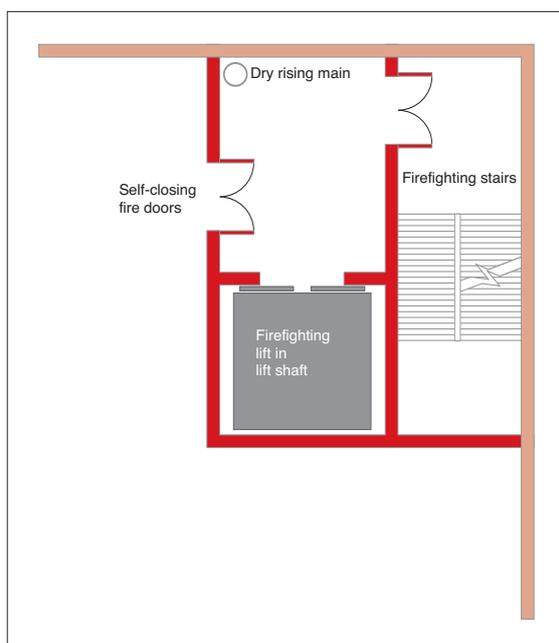 Dry rising main
Firefighting stairs
Self-closing
fire doors
Firefighting
lift in
lift shaft